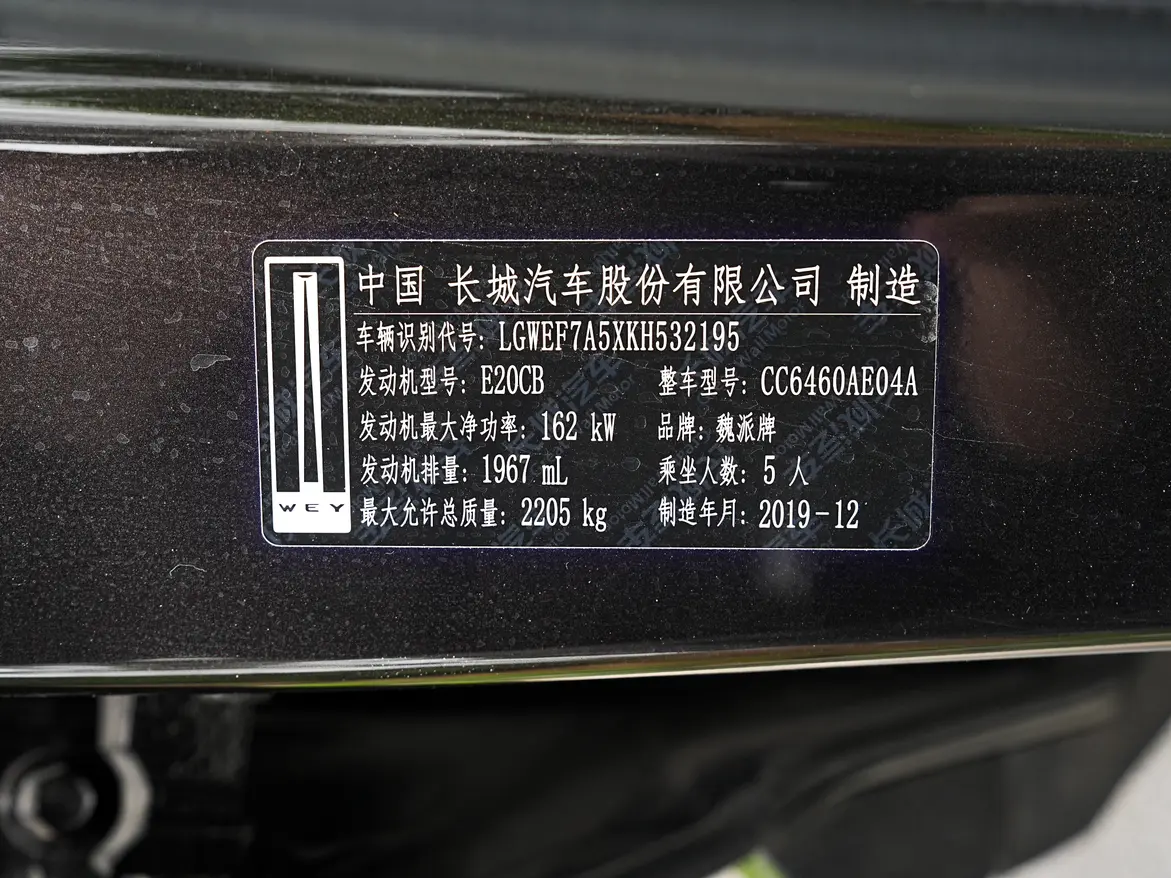 中国 长城汽车股份有限公司 制造
车辆识别代号: LGWEF7A5XKH532195
发动机型号: E20CB 整车型号: CC6460AE04A
发动机最大净功率: 162 kW 品牌: 魏派牌
发动机排量: 1967 mL 乘坐人数: 5 人
最大允许总质量: 2205 kg 制造年月: 2019-12
WEY